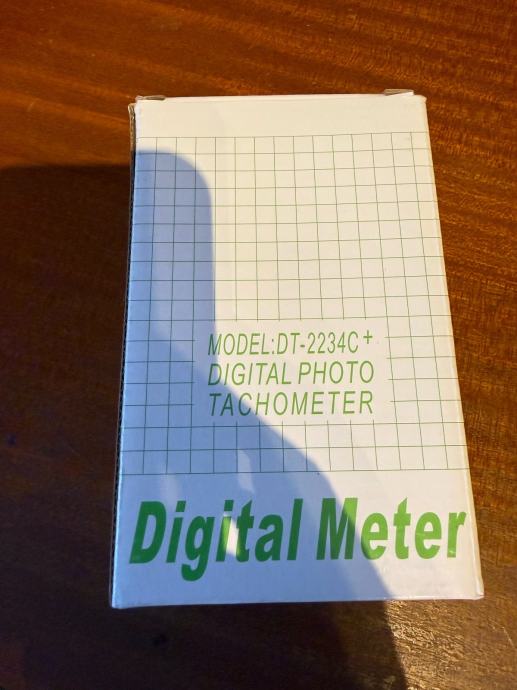 MODEL:DT-2234C+
DIGITAL PHOTO
TACHOMETER
Digital Meter